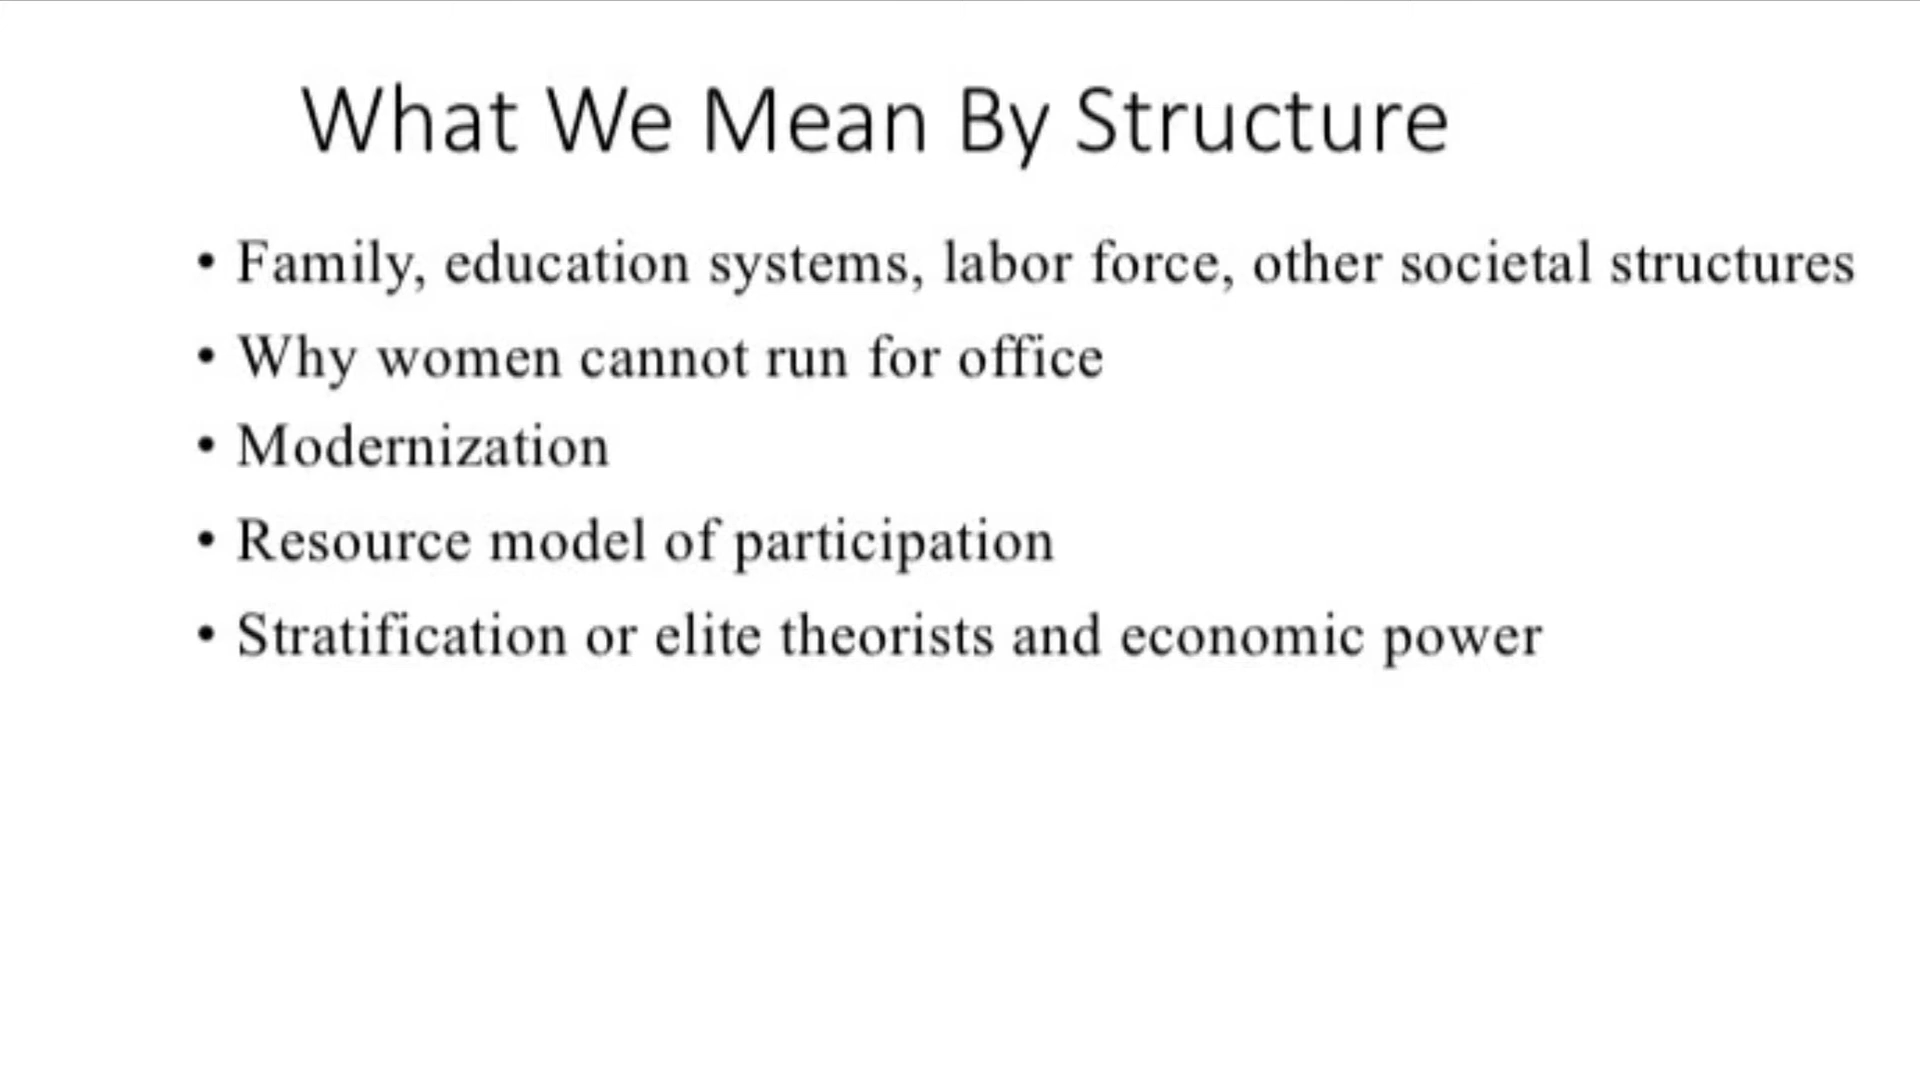 What We Mean By Structure
• Family, education systems, labor force, other societal structures
• Why women cannot run for office
• Modernization
• Resource model of participation
• Stratification or elite theorists and economic power